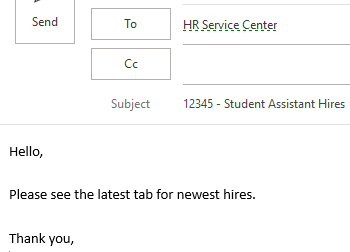 Send
To
HR Service Center
Cc
Subject
12345 - Student Assistant Hires
Hello,
Please see the latest tab for newest hires.
Thank you,